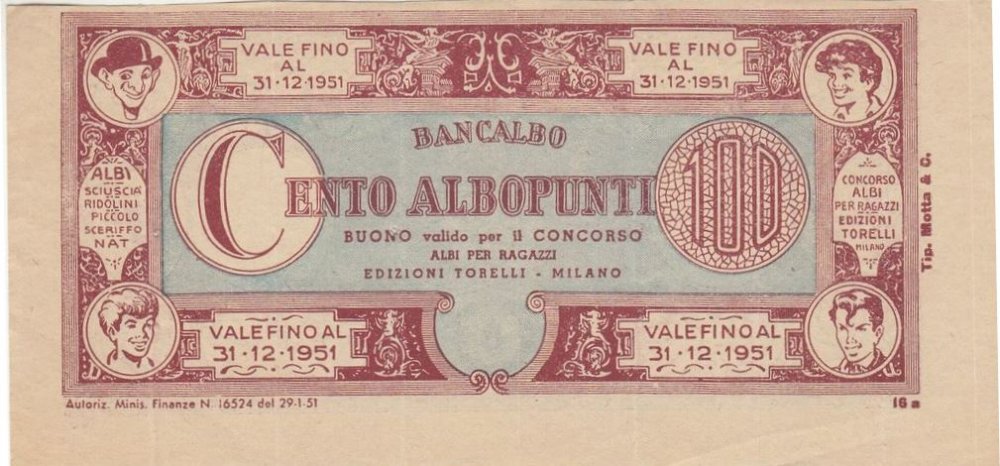 VALE FINO
AL
31-12-1951
VALE FINO
AL
31-12-1951
BANCALBO
CENTO ALBOPUNTI
100
BUONO valido per il CONCORSO
ALBI PER RAGAZZI
EDIZIONI TORELLI - MILANO
ALBI
SCIUSCIÀ
RIDOLINI
PICCOLO
SCERIFFO
NAT
CONCORSO
ALBI
PER RAGAZZI
EDIZIONI
TORELLI
MILANO
VALE FINO AL
31-12-1951
VALE FINO AL
31-12-1951
Autoriz. Minis. Finanze N. 16524 del 29-1-51
16 a
Tip. Motta & C.